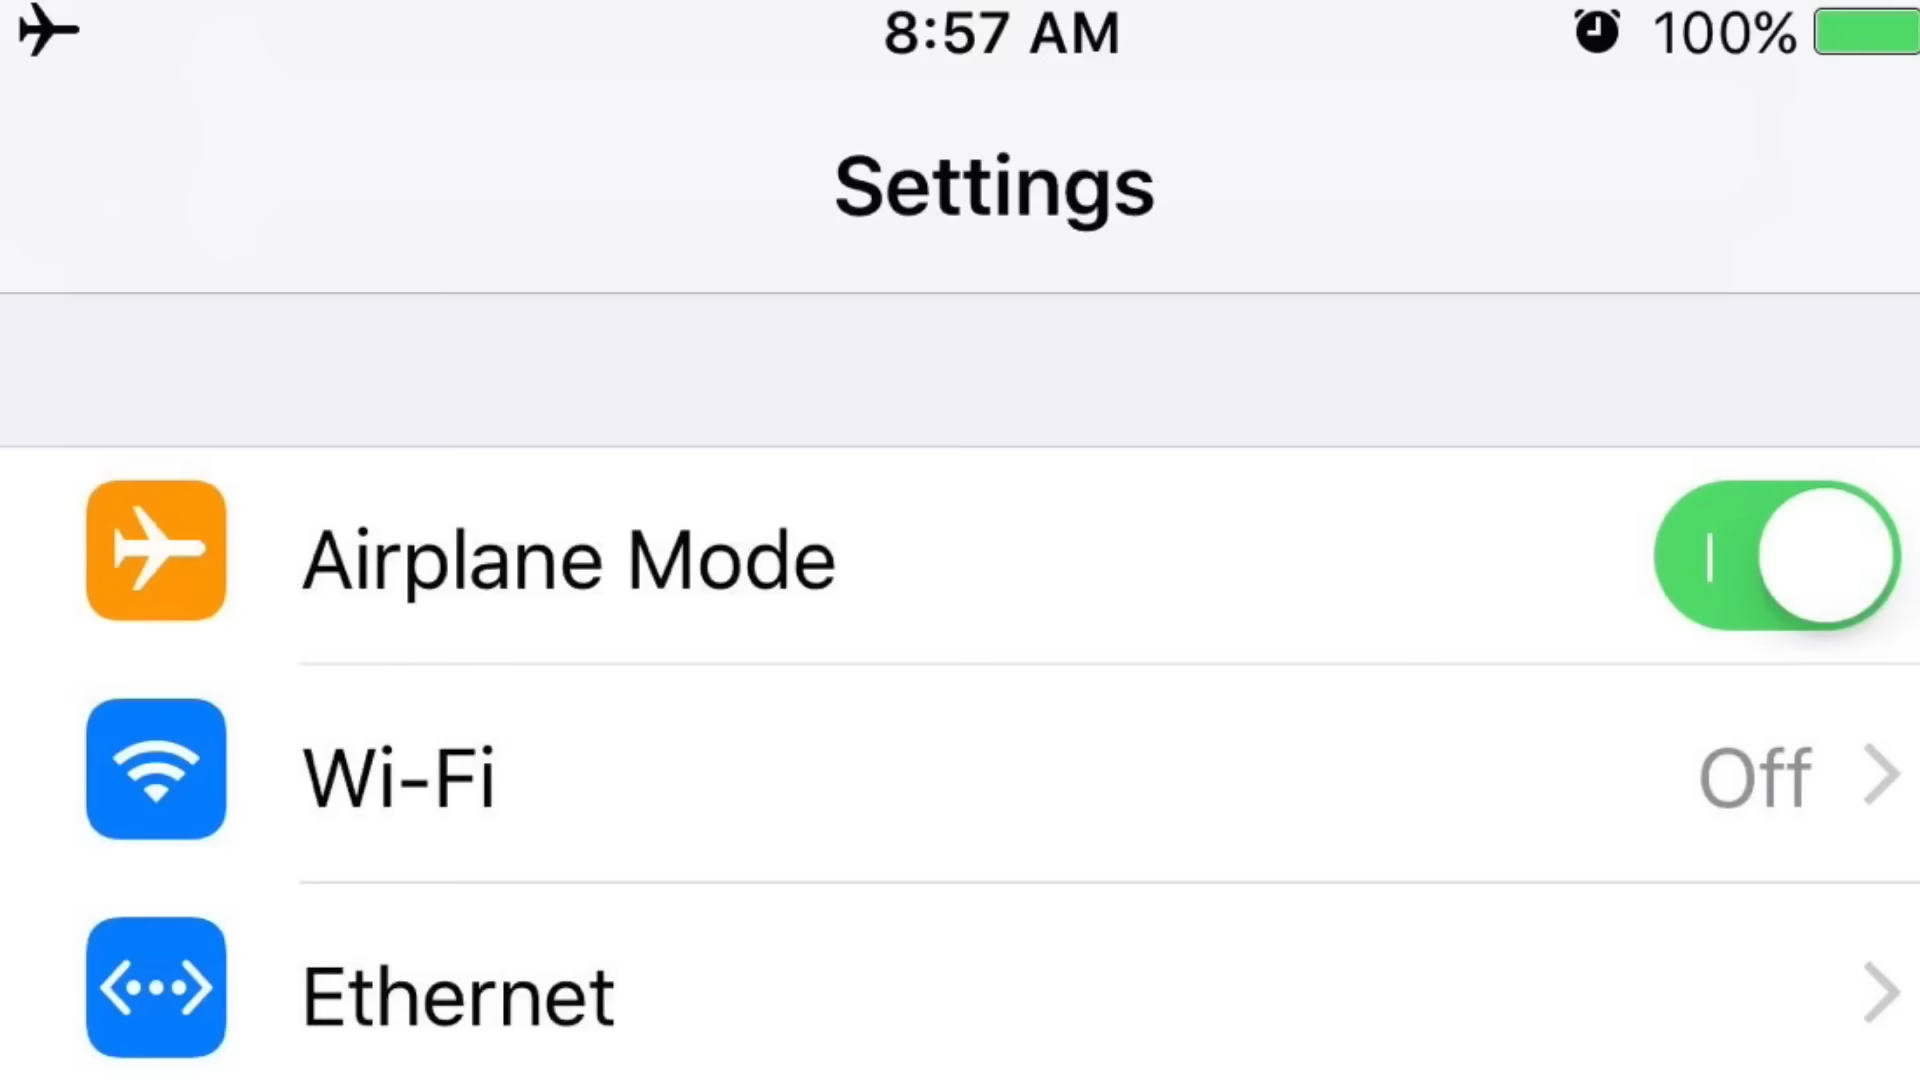 8:57 AM 100%
Settings
Airplane Mode
Wi-Fi Off
Ethernet